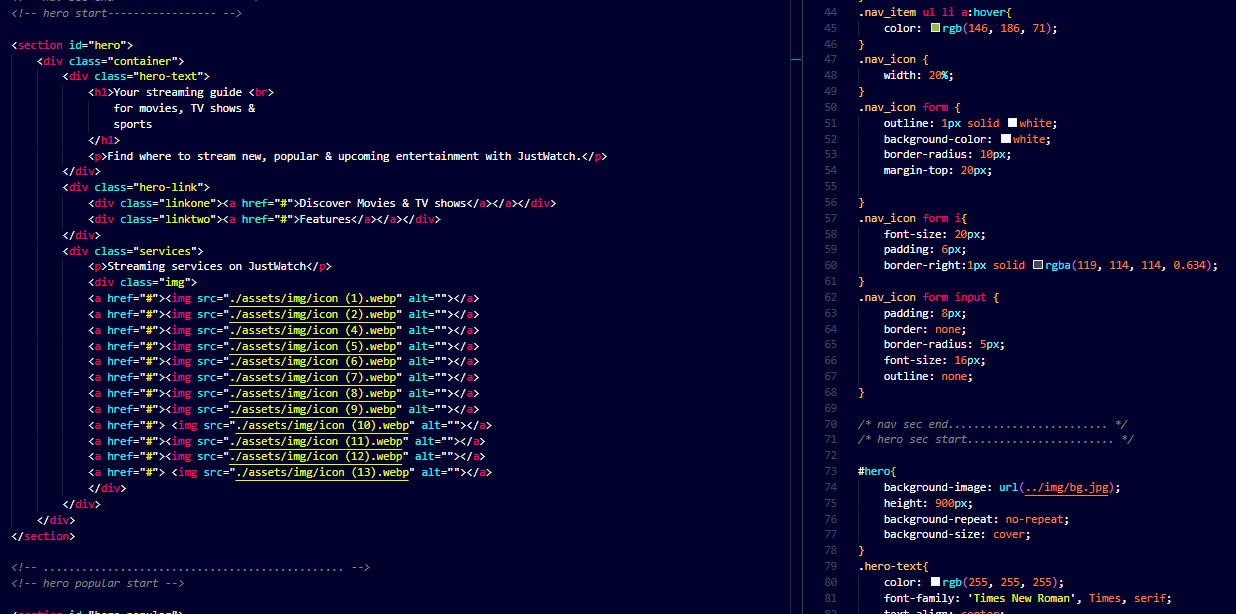 <!-- hero start----------------- -->
<section id="hero">
<div class="container">
<div class="hero-text">
<h1>Your streaming guide <br>
for movies, TV shows &
sports
</h1>
<p>Find where to stream new, popular & upcoming entertainment with JustWatch.</p>
</div>
<div class="hero-link">
<div class="linkone"><a href="#">Discover Movies & TV shows</a></a></div>
<div class="linktwo"><a href="#">Features</a></a></div>
</div>
<div class="services">
<p>Streaming services on JustWatch</p>
<div class="img">
<a href="#"><img src="./assets/img/icon (1).webp" alt=""></a>
<a href="#"><img src="./assets/img/icon (2).webp" alt=""></a>
<a href="#"><img src="./assets/img/icon (4).webp" alt=""></a>
<a href="#"><img src="./assets/img/icon (5).webp" alt=""></a>
<a href="#"><img src="./assets/img/icon (6).webp" alt=""></a>
<a href="#"><img src="./assets/img/icon (7).webp" alt=""></a>
<a href="#"><img src="./assets/img/icon (8).webp" alt=""></a>
<a href="#"><img src="./assets/img/icon (9).webp" alt=""></a>
<a href="#"> <img src="./assets/img/icon (10).webp" alt=""></a>
<a href="#"><img src="./assets/img/icon (11).webp" alt=""></a>
<a href="#"><img src="./assets/img/icon (12).webp" alt=""></a>
<a href="#"> <img src="./assets/img/icon (13).webp" alt=""></a>
</div>
</div>
</div>
</section>
<!-- ............................................... -->
<!-- hero popular start -->
44 .nav_item ul li a:hover{
45 color: rgb(146, 186, 71);
46 }
47 .nav_icon {
48 width: 20%;
49 }
50 .nav_icon form {
51 outline: 1px solid white;
52 background-color: white;
53 border-radius: 10px;
54 margin-top: 20px;
55
56 }
57 .nav_icon form i{
58 font-size: 20px;
59 padding: 6px;
60 border-right:1px solid rgba(119, 114, 114, 0.634);
61 }
62 .nav_icon form input {
63 padding: 8px;
64 border: none;
65 border-radius: 5px;
66 font-size: 16px;
67 outline: none;
68 }
69
70 /* nav sec end......................... */
71 /* hero sec start....................... */
72
73 #hero{
74 background-image: url(../img/bg.jpg);
75 height: 900px;
76 background-repeat: no-repeat;
77 background-size: cover;
78 }
79 .hero-text{
80 color: rgb(255, 255, 255);
81 font-family: 'Times New Roman', Times, serif;